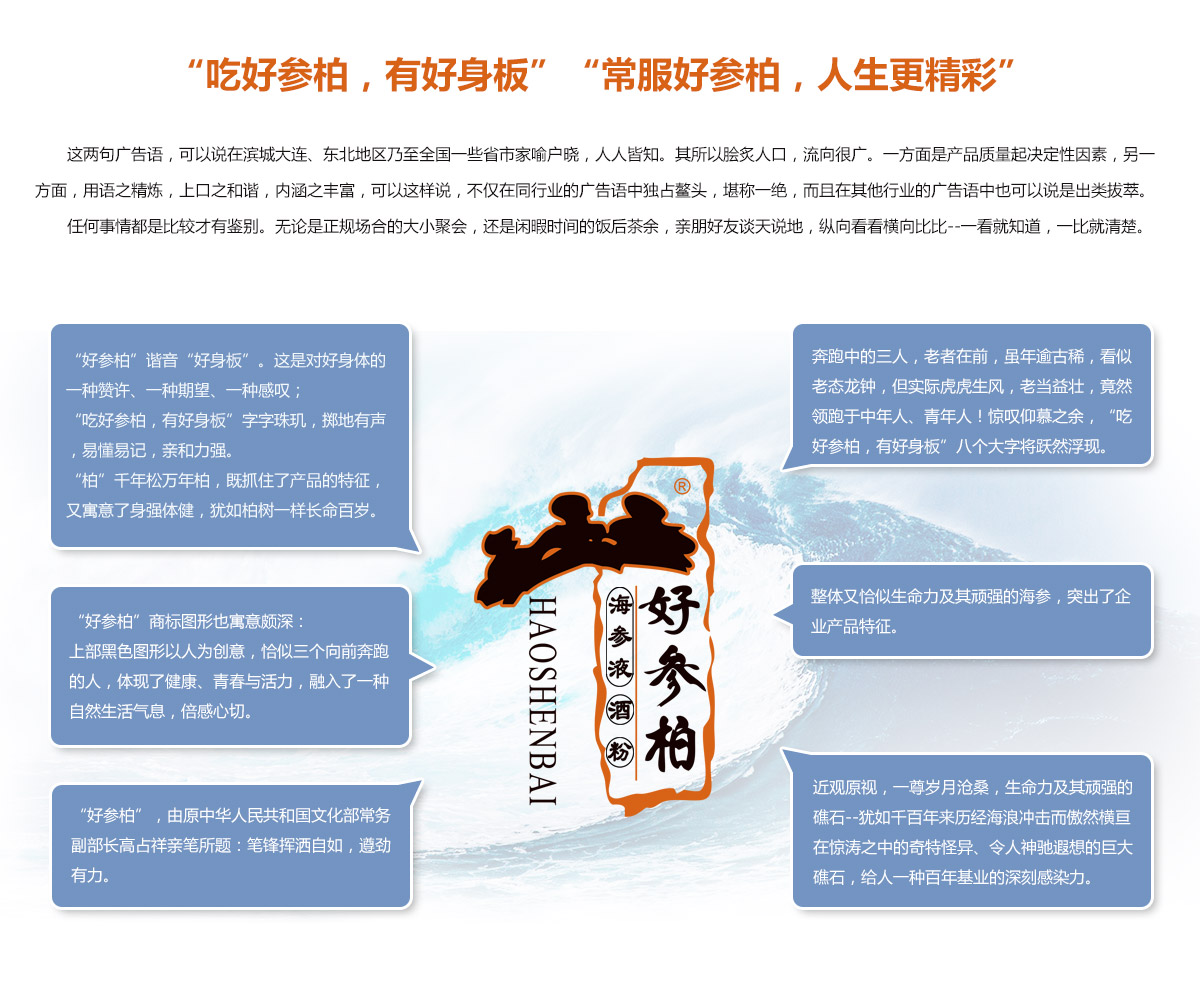 “吃好参柏，有好身板” “常服好参柏，人生更精彩”
这两句广告语，可以说在滨城大连、东北地区乃至全国一些省市家喻户晓，人人皆知。其所以脍炙人口，流向很广。一方面是产品质量起决定性因素，另一
方面，用语之精炼，上口之和谐，内涵之丰富，可以这样说，不仅在同行业的广告语中独占鳌头，堪称一绝，而且在其他行业的广告语中也可以说是出类拔萃。
任何事情都是比较才有鉴别。无论是正规场合的大小聚会，还是闲暇时间的饭后茶余，亲朋好友谈天说地，纵向看看横向比比--一看就知道，一比就清楚。
“好参柏”谐音“好身板”。这是对好身体的
一种赞许、一种期望、一种感叹；
“吃好参柏，有好身板”字字珠玑，掷地有声
，易懂易记，亲和力强。
“柏”千年松万年柏，既抓住了产品的特征，
又寓意了身强体健，犹如柏树一样长命百岁。
“好参柏”商标图形也寓意颇深：
上部黑色图形以人为创意，恰似三个向前奔跑
的人，体现了健康、青春与活力，融入了一种
自然生活气息，倍感心切。
“好参柏”，由原中华人民共和国文化部常务
副部长高占祥亲笔所题：笔锋挥洒自如，遵劲
有力。
®
好参柏
海参液酒粉
HAOSHENBAI
奔跑中的三人，老者在前，虽年逾古稀，看似
老态龙钟，但实际虎虎生风，老当益壮，竟然
领跑于中年人、青年人！惊叹仰慕之余，“吃
好参柏，有好身板”八个大字将跃然浮现。
整体又恰似生命力及其顽强的海参，突出了企
业产品特征。
近观原视，一尊岁月沧桑，生命力及其顽强的
礁石--犹如千百年来历经海浪冲击而傲然横亘
在惊涛之中的奇特怪异、令人神驰遐想的巨大
礁石，给人一种百年基业的深刻感染力。